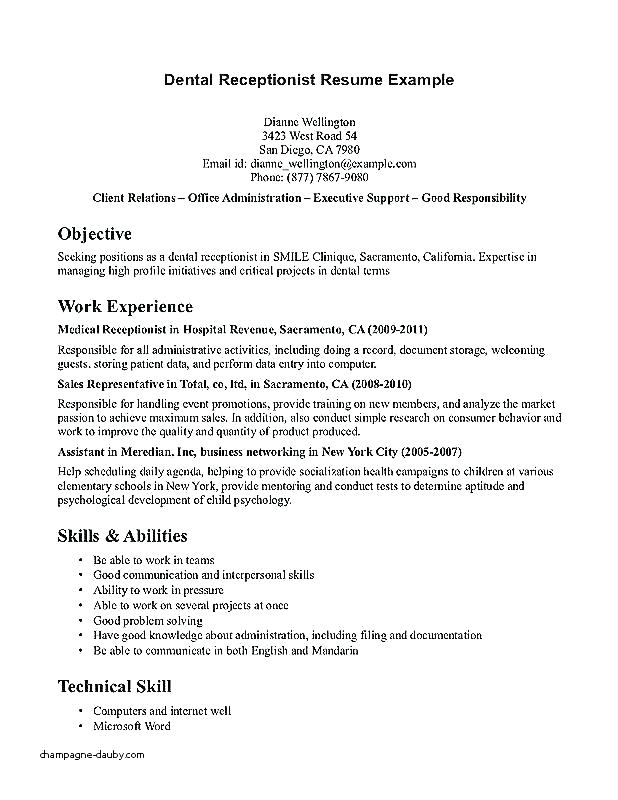 Dental Receptionist Resume Example
Dianne Wellington
3423 West Road 54
San Diego, CA 7980
Email id: dianne_wellington@example.com
Phone: (877) 7867-9080
Client Relations – Office Administration – Executive Support – Good Responsibility
Objective
Seeking positions as a dental receptionist in SMILE Clinique, Sacramento, California. Expertise in
managing high profile initiatives and critical projects in dental terms
Work Experience
Medical Receptionist in Hospital Revenue, Sacramento, CA (2009-2011)
Responsible for all administrative activities, including doing a record, document storage, welcoming
guests, storing patient data, and perform data entry into computer.
Sales Representative in Total, co, ltd, in Sacramento, CA (2008-2010)
Responsible for handling event promotions, provide training on new members, and analyze the market
passion to achieve maximum sales. In addition, also conduct simple research on consumer behavior and
work to improve the quality and quantity of product produced.
Assistant in Meredian, Inc, business networking in New York City (2005-2007)
Help scheduling daily agenda, helping to provide socialization health campaigns to children at various
elementary schools in New York, provide mentoring and conduct tests to determine aptitude and
psychological development of child psychology.
Skills & Abilities
• Be able to work in teams
• Good communication and interpersonal skills
• Ability to work in pressure
• Able to work on several projects at once
• Good problem solving
• Have good knowledge about administration, including filing and documentation
• Be able to communicate in both English and Mandarin
Technical Skill
• Computers and internet well
• Microsoft Word
champagne-dauby.com